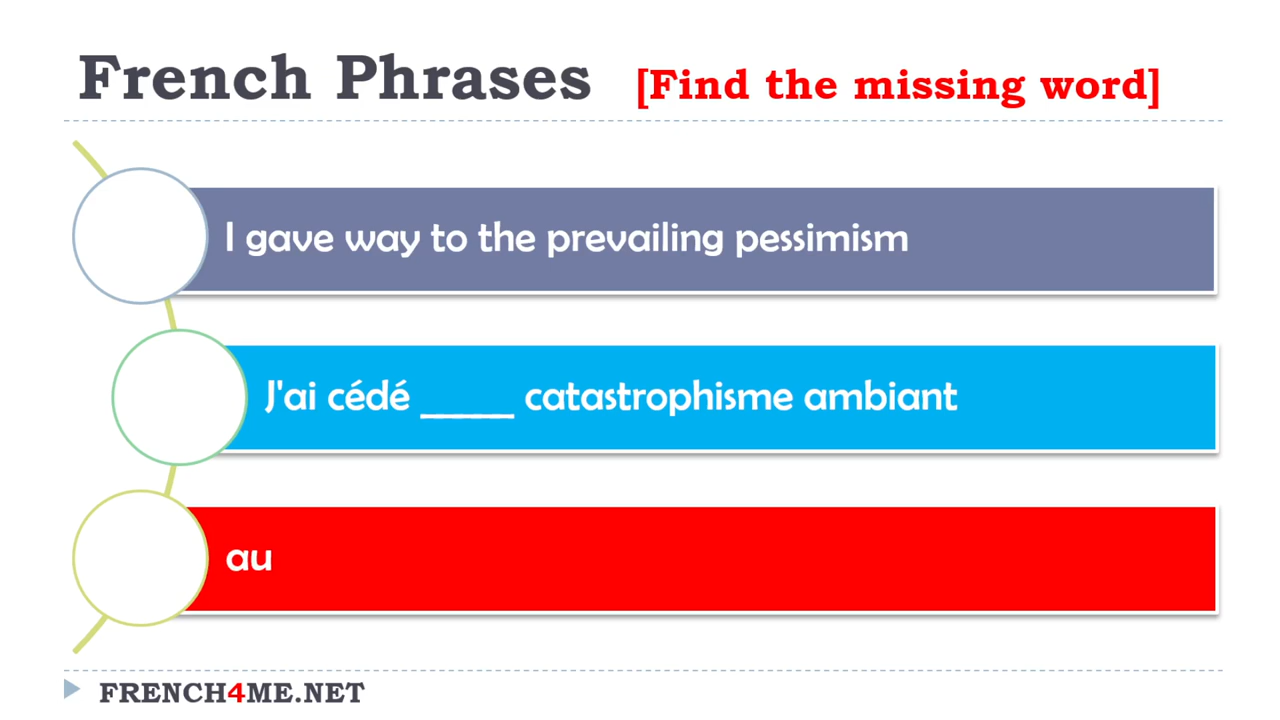 French Phrases [Find the missing word]
I gave way to the prevailing pessimism
J'ai cédé _____ catastrophisme ambiant
au
FRENCH4ME.NET